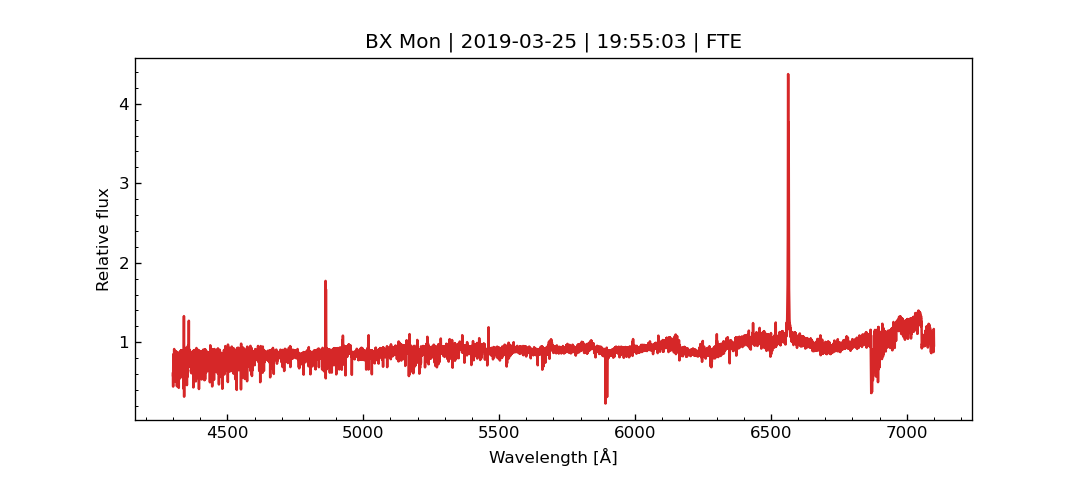 BX Mon | 2019-03-25 | 19:55:03 | FTE
4
3
2
1
Relative flux
4500 5000 5500 6000 6500 7000
Wavelength [Å]